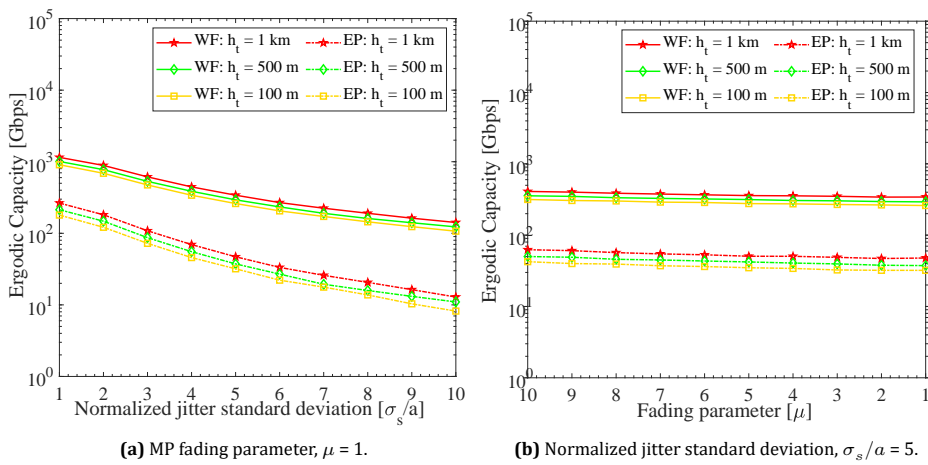 10^5
WF: h_t = 1 km
EP: h_t = 1 km
WF: h_t = 500 m
EP: h_t = 500 m
WF: h_t = 100 m
EP: h_t = 100 m
10^4
10^3
10^2
10^1
10^0
Ergodic Capacity [Gbps]
1 2 3 4 5 6 7 8 9 10
Normalized jitter standard deviation [σ_s/a]
(a) MP fading parameter, μ = 1.
10^5
WF: h_t = 1 km
EP: h_t = 1 km
WF: h_t = 500 m
EP: h_t = 500 m
WF: h_t = 100 m
EP: h_t = 100 m
10^4
10^3
10^2
10^1
10^0
Ergodic Capacity [Gbps]
10 9 8 7 6 5 4 3 2 1
Fading parameter [μ]
(b) Normalized jitter standard deviation, σ_s/a = 5.